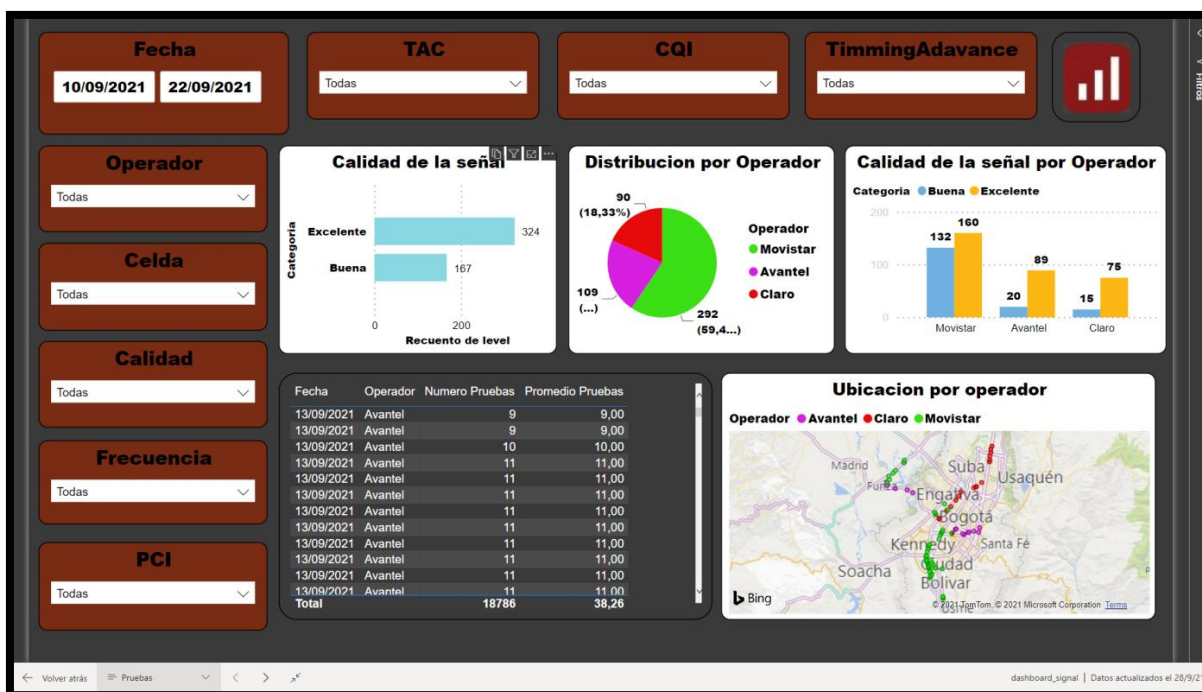 Fecha
10/09/2021 22/09/2021
TAC
Todas
CQI
Todas
TimmingAdavance
Todas
Filtros
Operador
Todas
Celda
Todas
Calidad
Todas
Frecuencia
Todas
PCI
Todas
Calidad de la señal
Categoria
Excelente 324
Buena 167
0 200
Recuento de level
Distribucion por Operador
90
(18,33%)
109
(...)
292
(59,4...)
Operador
Movistar
Avantel
Claro
Calidad de la señal por Operador
Categoria Buena Excelente
200
100
0
132 160
20 89
15 75
Movistar Avantel Claro
Fecha Operador Numero Pruebas Promedio Pruebas
13/09/2021 Avantel 9 9,00
13/09/2021 Avantel 9 9,00
13/09/2021 Avantel 10 10,00
13/09/2021 Avantel 11 11,00
13/09/2021 Avantel 11 11,00
13/09/2021 Avantel 11 11,00
13/09/2021 Avantel 11 11,00
13/09/2021 Avantel 11 11,00
13/09/2021 Avantel 11 11,00
13/09/2021 Avantel 11 11,00
13/09/2021 Avantel 11 11,00
13/09/2021 Avantel 11 11,00
Total 18786 38,26
Ubicacion por operador
Operador Avantel Claro Movistar
Madrid
Suba
Usaquén
Funza
Engativa
Bogotá
Kennedy
Santa Fé
Soacha
Ciudad
Bolivar
Usme
Bing
© 2021 TomTom, © 2021 Microsoft Corporation Terms
Volver atrás Pruebas
dashboard_signal | Datos actualizados el 28/9/2